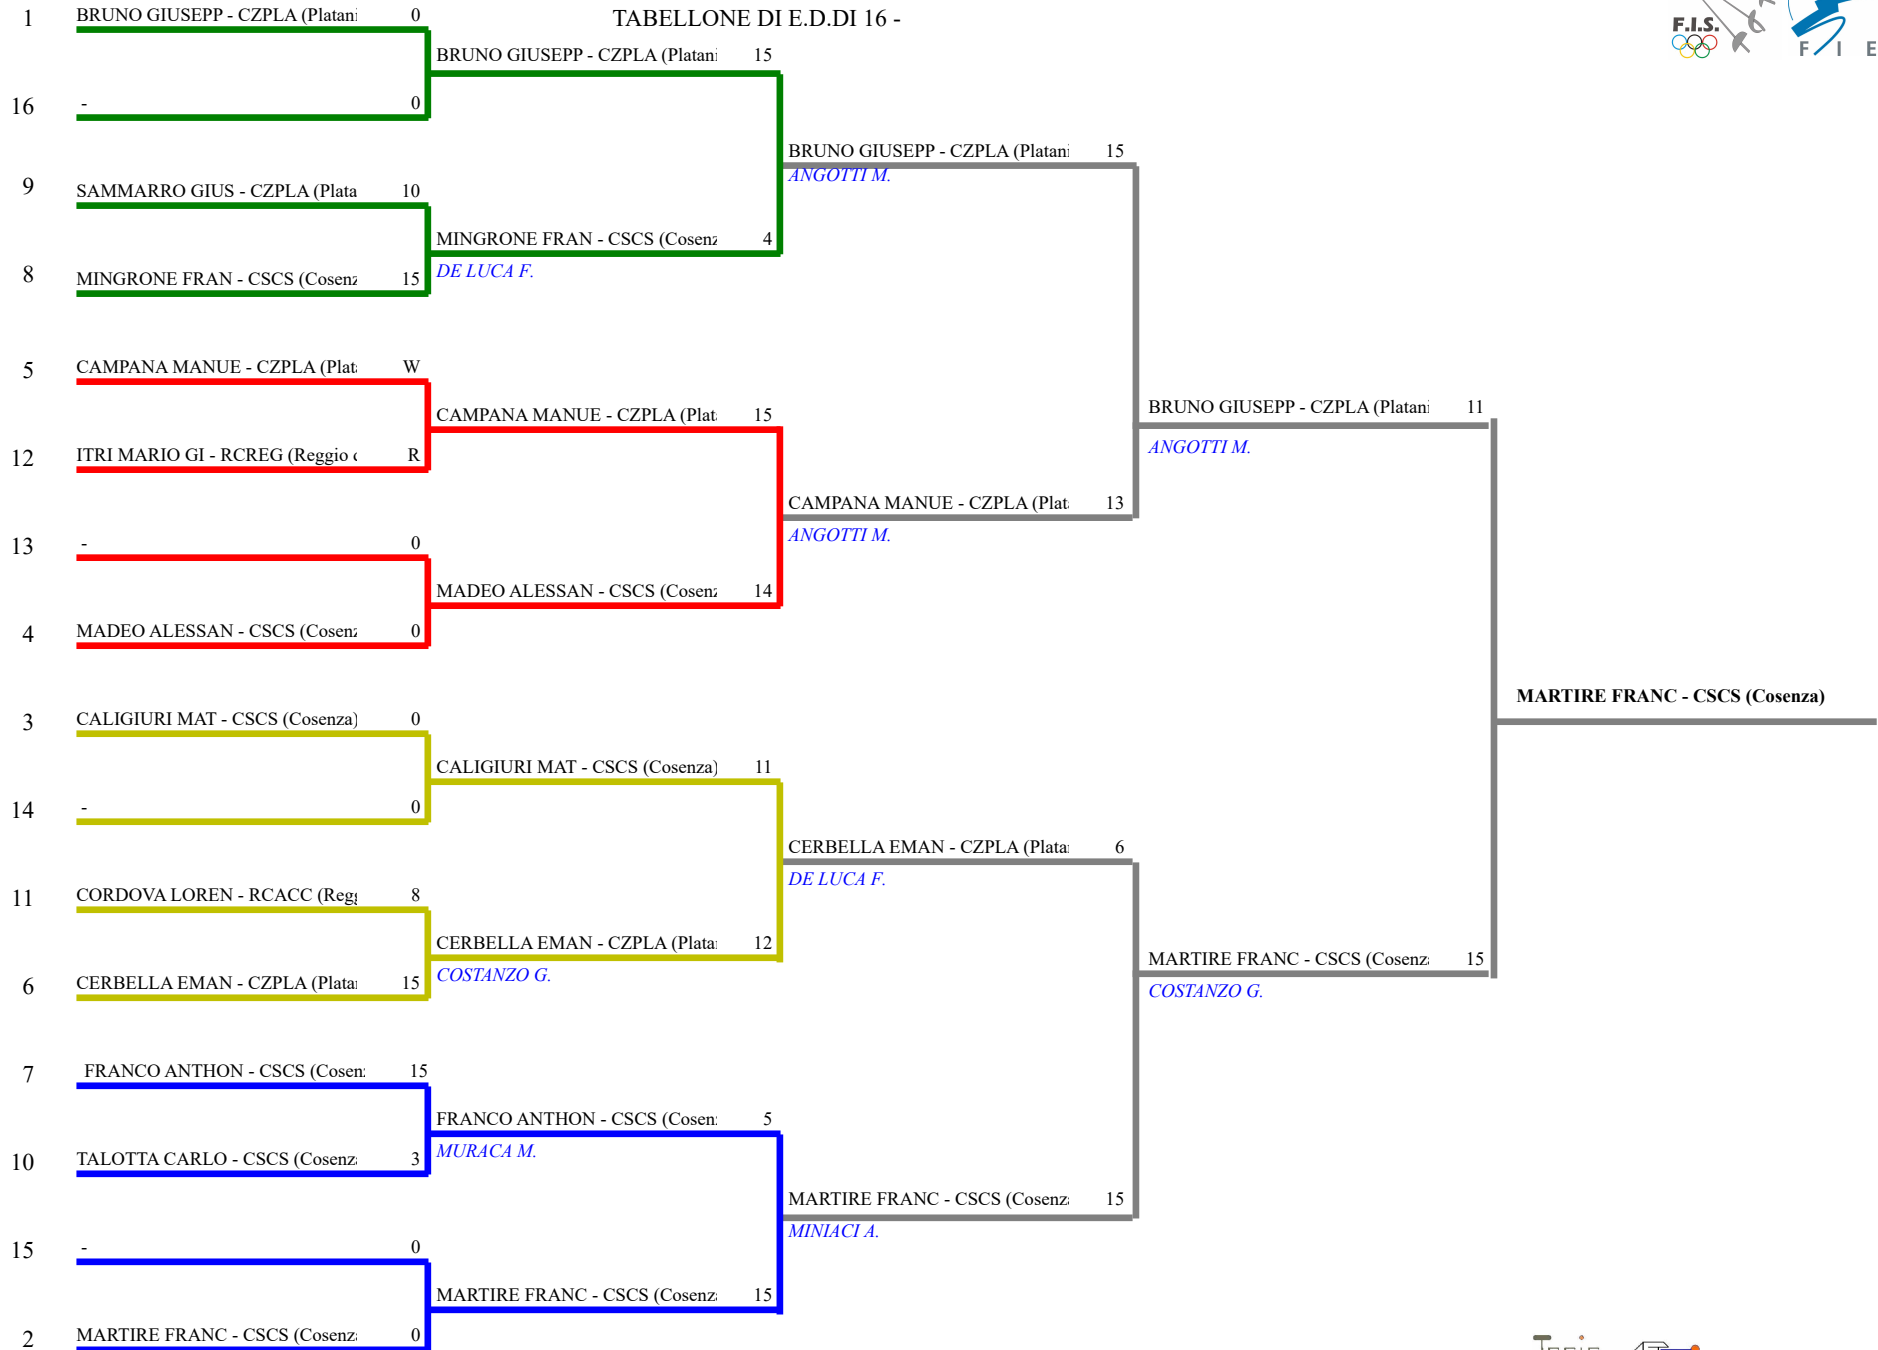 TABELLONE DI E.D.DI 16 -
F.I.S.
F I E
1 BRUNO GIUSEPP - CZPLA (Platani 0
BRUNO GIUSEPP - CZPLA (Platani 15
16 - 0
BRUNO GIUSEPP - CZPLA (Platani 15
ANGOTTI M.
9 SAMMARRO GIUS - CZPLA (Plata 10
MINGRONE FRAN - CSCS (Cosenz 4
DE LUCA F.
8 MINGRONE FRAN - CSCS (Cosenz 15
5 CAMPANA MANUE - CZPLA (Plat W
CAMPANA MANUE - CZPLA (Plat 15
BRUNO GIUSEPP - CZPLA (Platani 11
ANGOTTI M.
12 ITRI MARIO GI - RCREG (Reggio c R
CAMPANA MANUE - CZPLA (Plat 13
ANGOTTI M.
13 - 0
MADEO ALESSAN - CSCS (Cosenz 14
4 MADEO ALESSAN - CSCS (Cosenz 0
MARTIRE FRANC - CSCS (Cosenza)
3 CALIGIURI MAT - CSCS (Cosenza) 0
CALIGIURI MAT - CSCS (Cosenza) 11
14 - 0
CERBELLA EMAN - CZPLA (Plata 6
DE LUCA F.
11 CORDOVA LOREN - RCACC (Regg 8
CERBELLA EMAN - CZPLA (Plata 12
COSTANZO G.
MARTIRE FRANC - CSCS (Cosenz 15
COSTANZO G.
6 CERBELLA EMAN - CZPLA (Plata 15
7 FRANCO ANTHON - CSCS (Cosen 15
FRANCO ANTHON - CSCS (Cosen 5
MURACA M.
10 TALOTTA CARLO - CSCS (Cosenz 3
MARTIRE FRANC - CSCS (Cosenz 15
MINIACI A.
15 - 0
MARTIRE FRANC - CSCS (Cosenz 15
2 MARTIRE FRANC - CSCS (Cosenz 0